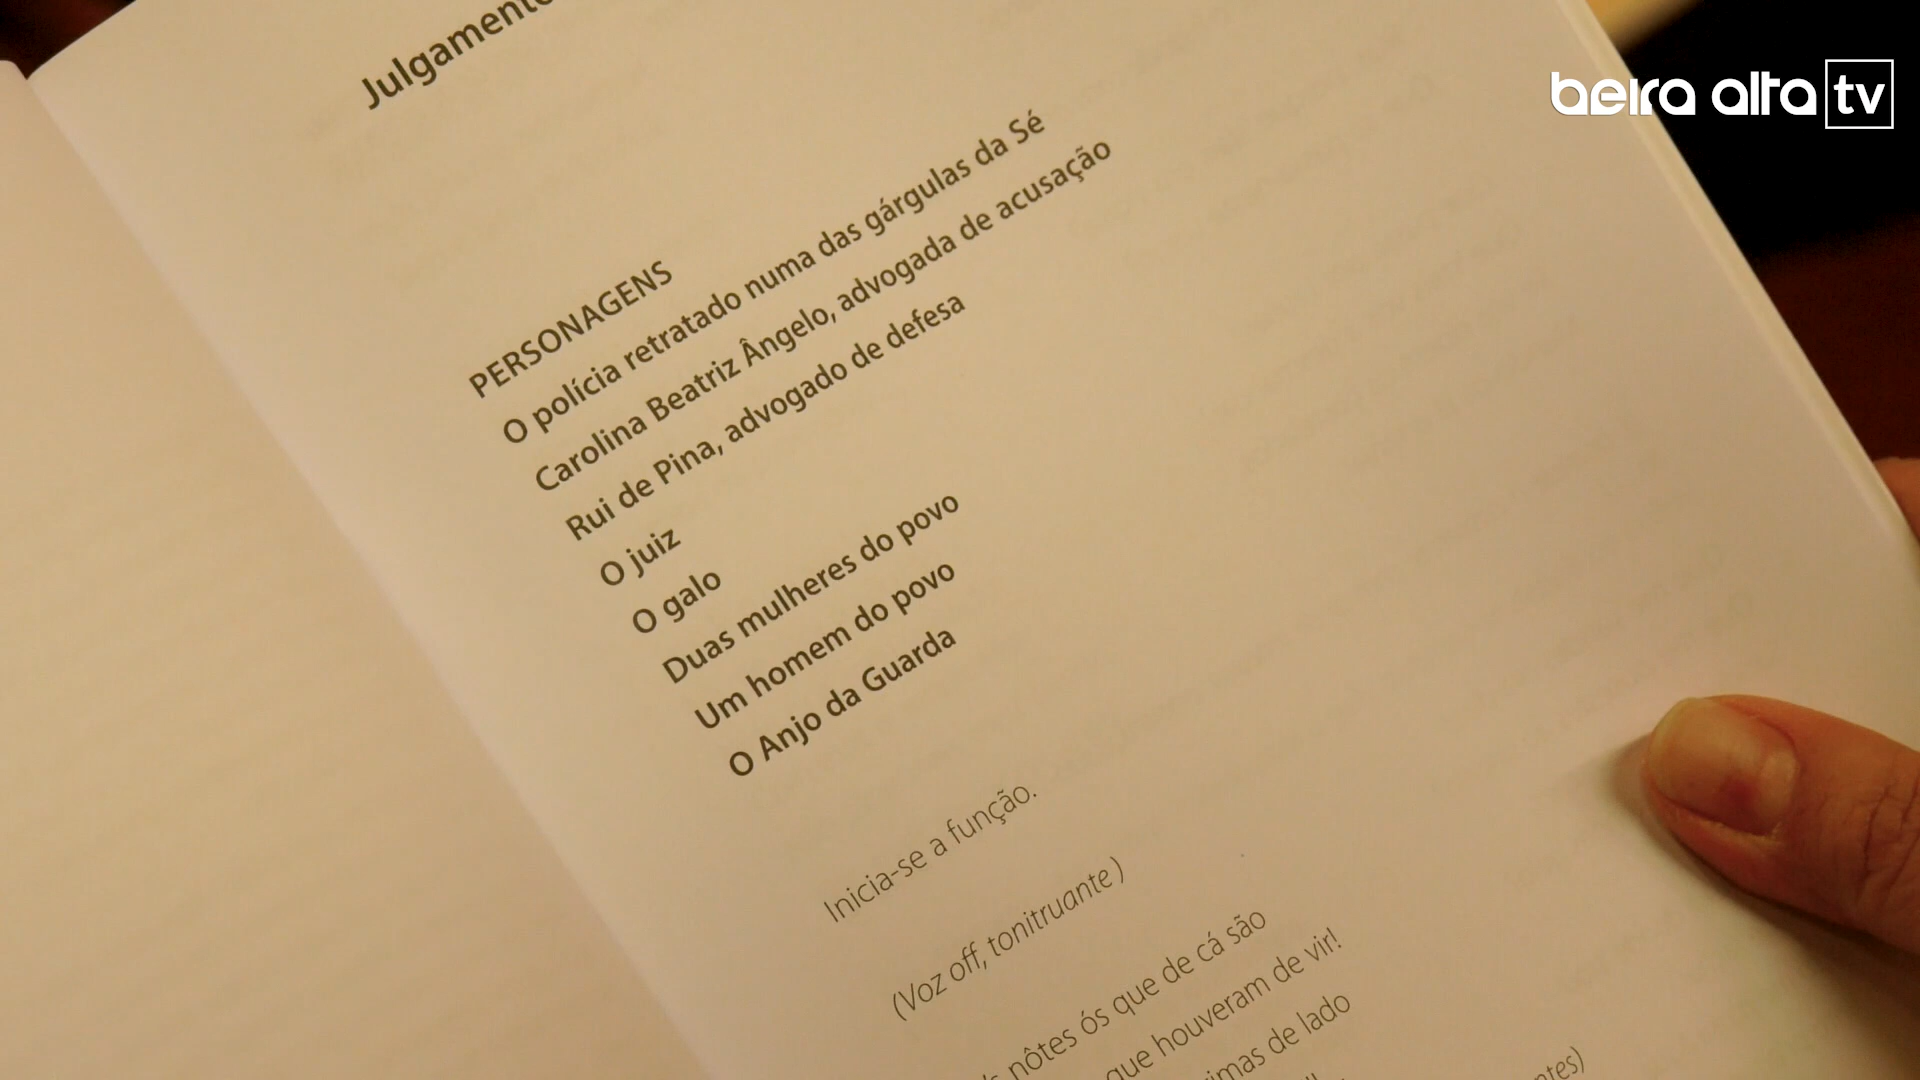 beira alta tv
Julgamento
PERSONAGENS
O polícia retratado numa das gárgulas da Sé
Carolina Beatriz Ângelo, advogada de acusação
Rui de Pina, advogado de defesa
O juiz
O galo
Duas mulheres do povo
Um homem do povo
O Anjo da Guarda
Inicia-se a função.
(Voz off, tonitruante )
nôtes ós que de cá são
que houveram de vir!
de lado